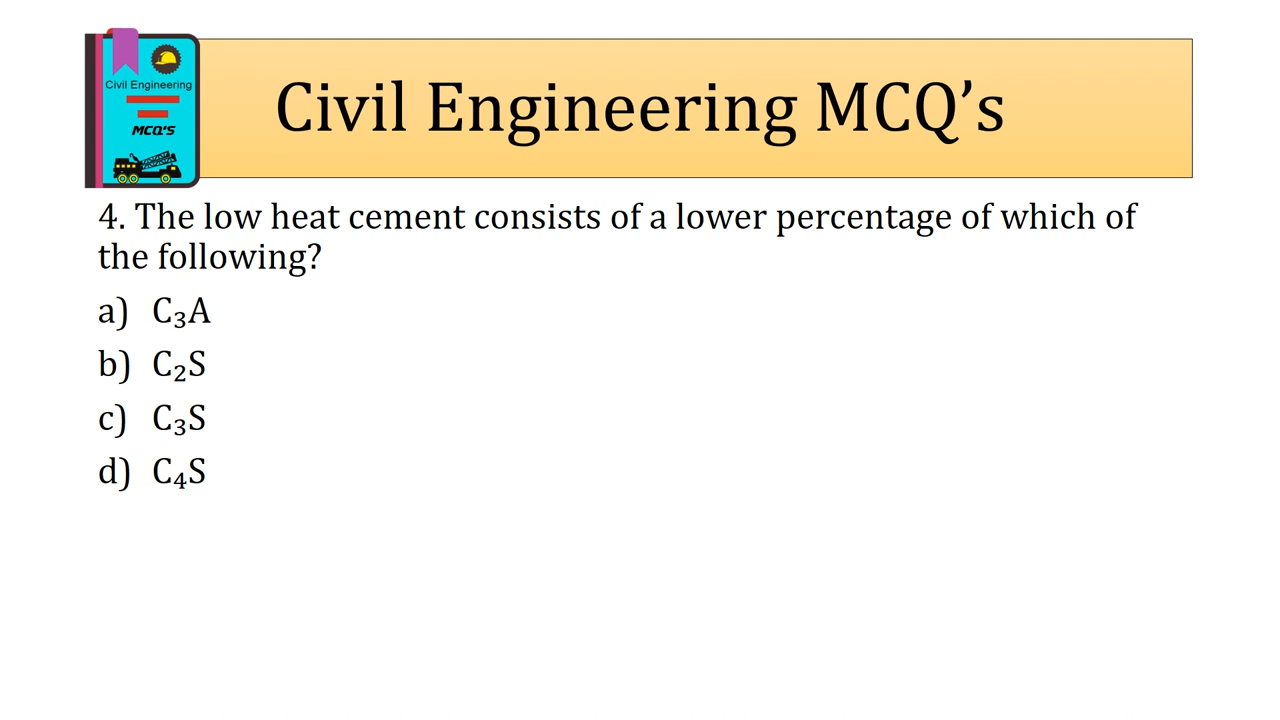 Civil Engineering
MCQ'S
Civil Engineering MCQ’s
4. The low heat cement consists of a lower percentage of which of
the following?
a) C₃A
b) C₂S
c) C₃S
d) C₄S